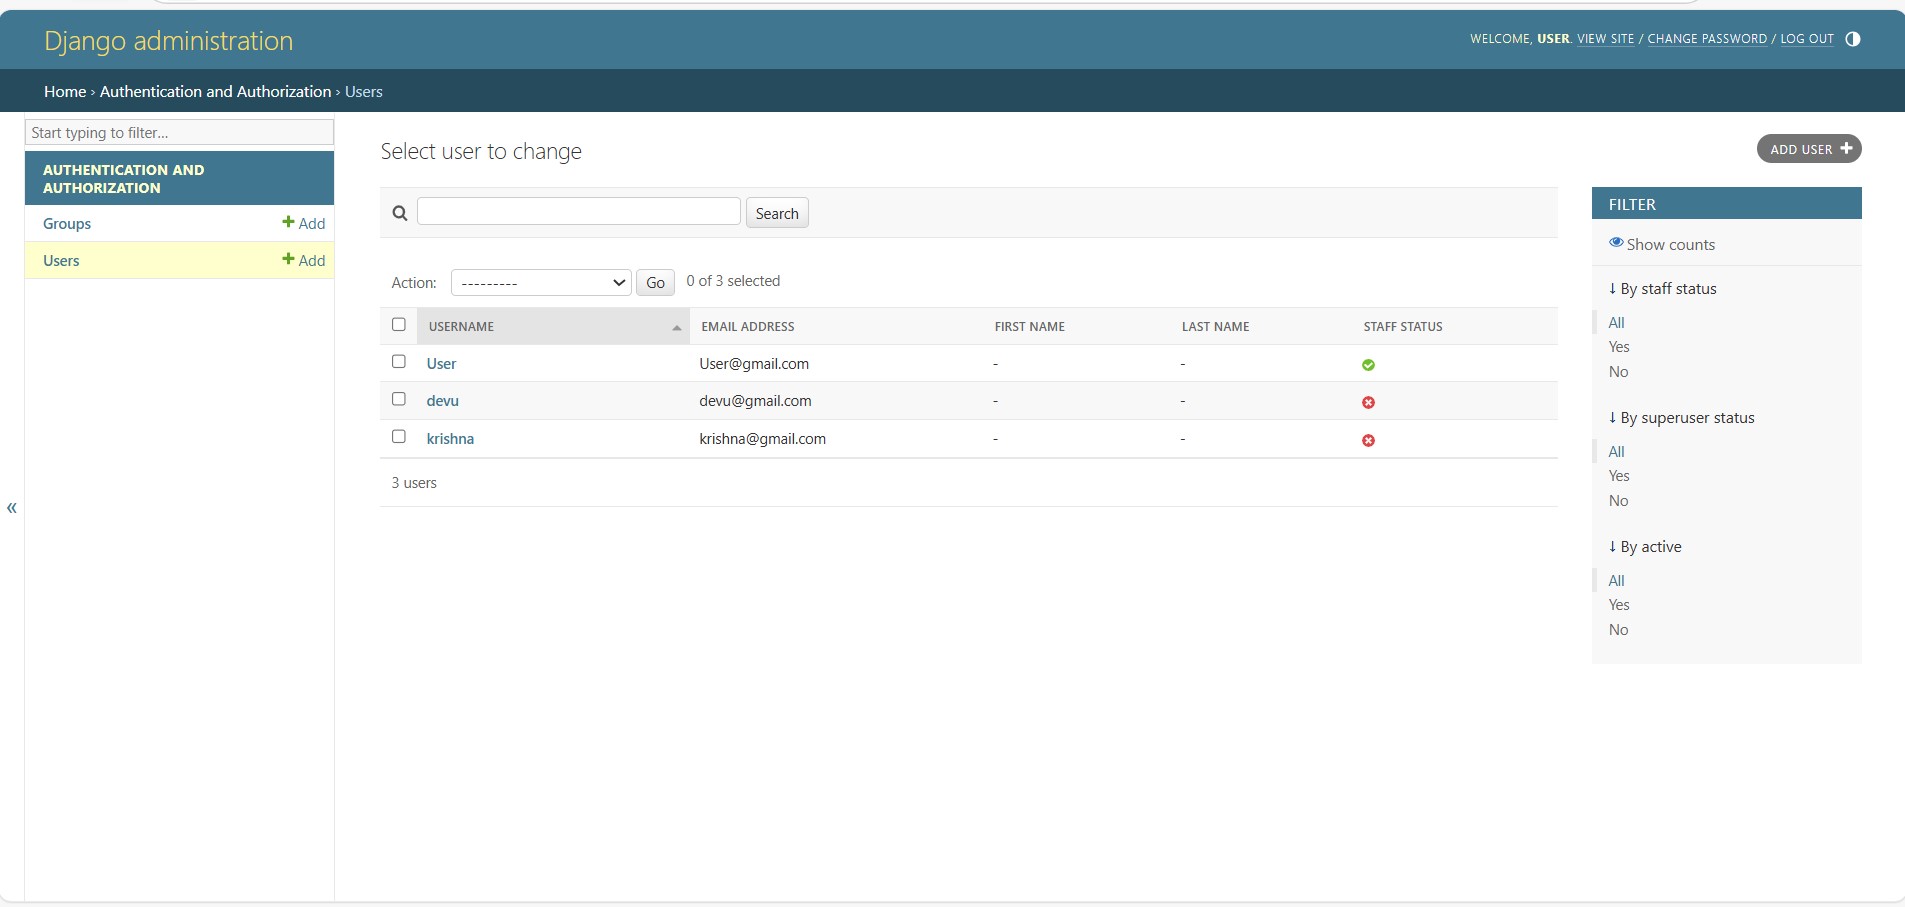 Django administration
WELCOME, USER. VIEW SITE / CHANGE PASSWORD / LOG OUT
Home › Authentication and Authorization › Users
Start typing to filter...
AUTHENTICATION AND
AUTHORIZATION
Groups
Add
Users
Add
«
Select user to change
ADD USER
Search
Action: --------- Go 0 of 3 selected
USERNAME EMAIL ADDRESS FIRST NAME LAST NAME STAFF STATUS
User User@gmail.com - -
devu devu@gmail.com - -
krishna krishna@gmail.com - -
3 users
FILTER
Show counts
↓ By staff status
All
Yes
No
↓ By superuser status
All
Yes
No
↓ By active
All
Yes
No